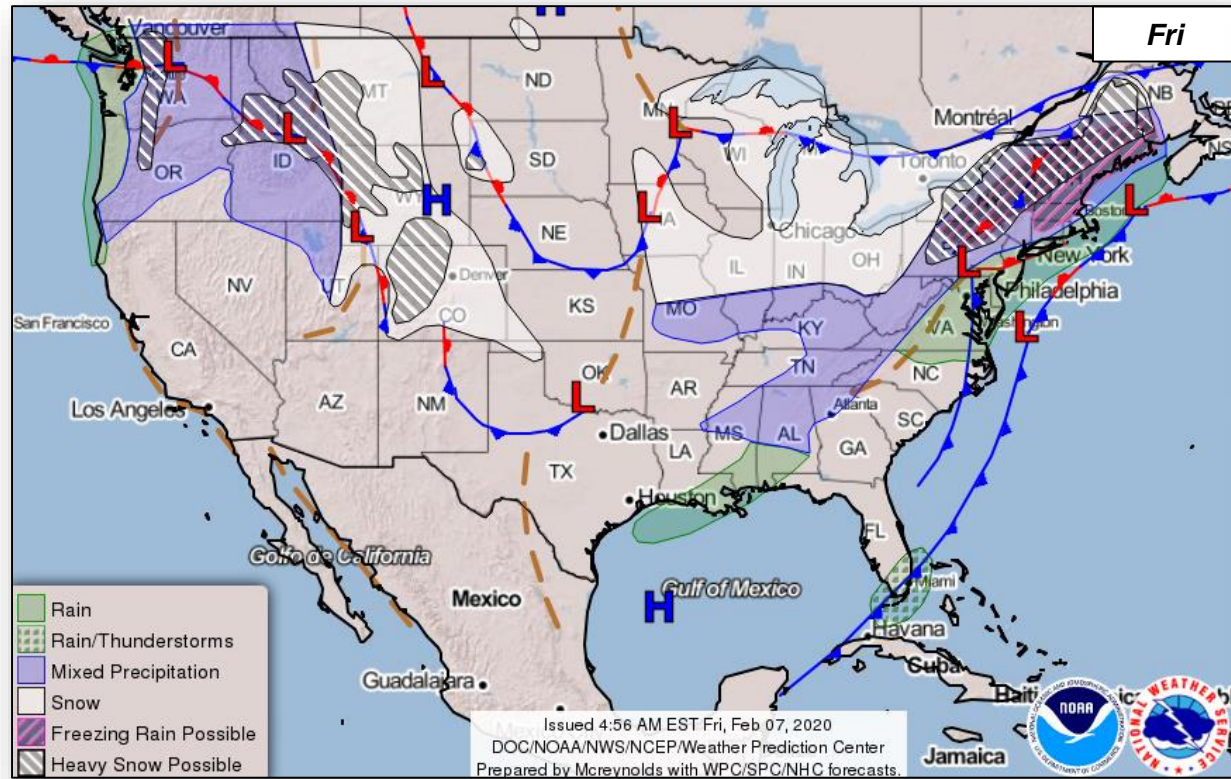 Fri
H
Vancouver
L
WA
MT
L
ND
MN
L
Montréal
NB
NS
OR
ID
L
SD
WI
Toronto
WY
H
L
IA
L
Boston
L
Chicago
NE
NV
UT
Denver
IL
IN
OH
L
New York
Philadelphia
San Francisco
CA
CO
KS
MO
KY
VA
L
Los Angeles
AZ
NM
OK
L
AR
TN
NC
Atlanta
SC
Dallas
LA
MS
AL
GA
TX
Houston
FL
Golfo de California
Mexico
H
Gulf of Mexico
Miami
Havana
Cuba
Guadalajara
Jamaica
Rain
Rain/Thunderstorms
Mixed Precipitation
Snow
Freezing Rain Possible
Heavy Snow Possible
Issued 4:56 AM EST Fri, Feb 07, 2020
DOC/NOAA/NWS/NCEP/Weather Prediction Center
Prepared by Mcreynolds with WPC/SPC/NHC forecasts.
NOAA
NATIONAL WEATHER SERVICE